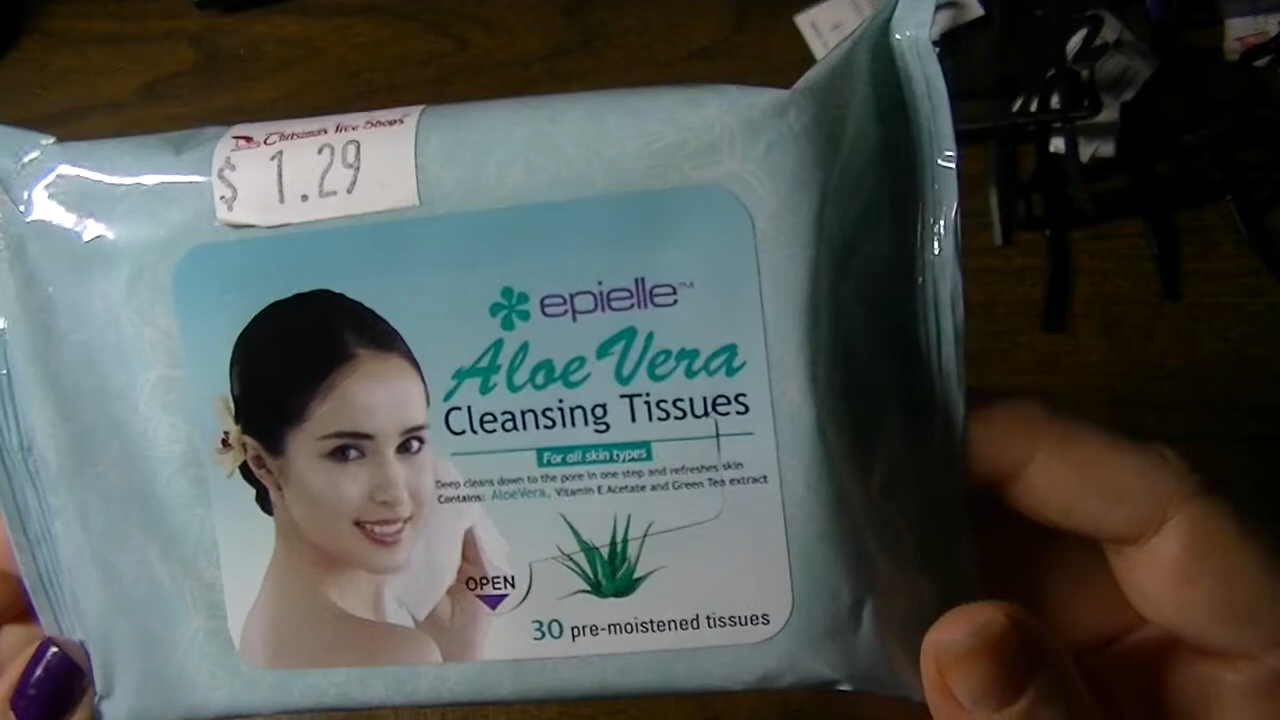 Christmas Tree Shops
$ 1.29
epielle™
Aloe Vera
Cleansing Tissues
For all skin types
Deep cleans down to the pore in one step and refreshes skin
Contains: AloeVera, Vitamin E Acetate and Green Tea extract
OPEN
30 pre-moistened tissues